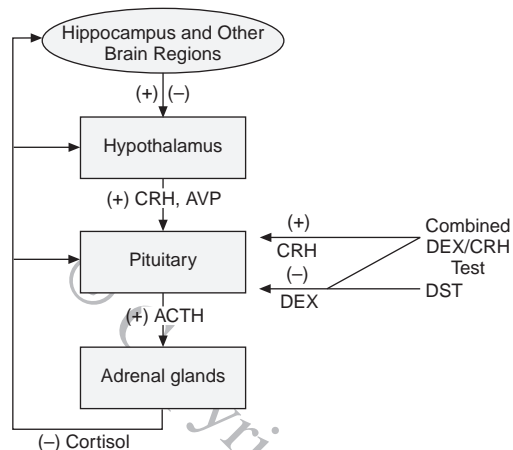 Hippocampus and Other
Brain Regions
(+) (–)
Hypothalamus
(+) CRH, AVP
Pituitary
(+)
CRH
(–)
DEX
Combined
DEX/CRH
Test
DST
(+) ACTH
Adrenal glands
(–) Cortisol